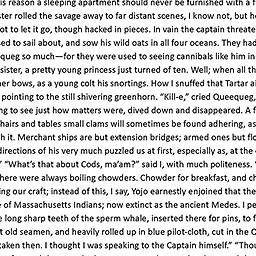 is reason a sleeping apartment should never be furnished with a f
ster rolled the savage away to far distant scenes, I know not, but h
ot to let it go, though hacked in pieces. In vain the captain threate
sed to sail about, and sow his wild oats in all four oceans. They had
queg so much—for they were used to seeing cannibals like him in
sister, a pretty young princess just turned of ten. Well; when all th
er bows, as a young colt his snortings. How I snuffed that Tartar ai
pointing to the still shivering greenhorn. “Kill-e,” cried Queequeg,
ng to see just how matters were, dived down and disappeared. A f
hairs and tables small clams will sometimes be found adhering, as
h it. Merchant ships are but extension bridges; armed ones but flo
directions of his very much puzzled us at first, especially as, at the
” “What's that about Cods, ma'am?” said I, with much politeness. “
here were always boiling chowders. Chowder for breakfast, and ch
ing our craft; instead of this, I say, Yojo earnestly enjoined that the
e of Massachusetts Indians; now extinct as the ancient Medes. I pe
e long sharp teeth of the sperm whale, inserted there for pins, to f
t old seamen, and heavily rolled up in blue pilot-cloth, cut in the Q
taken then. I thought I was speaking to the Captain himself.” “Thou